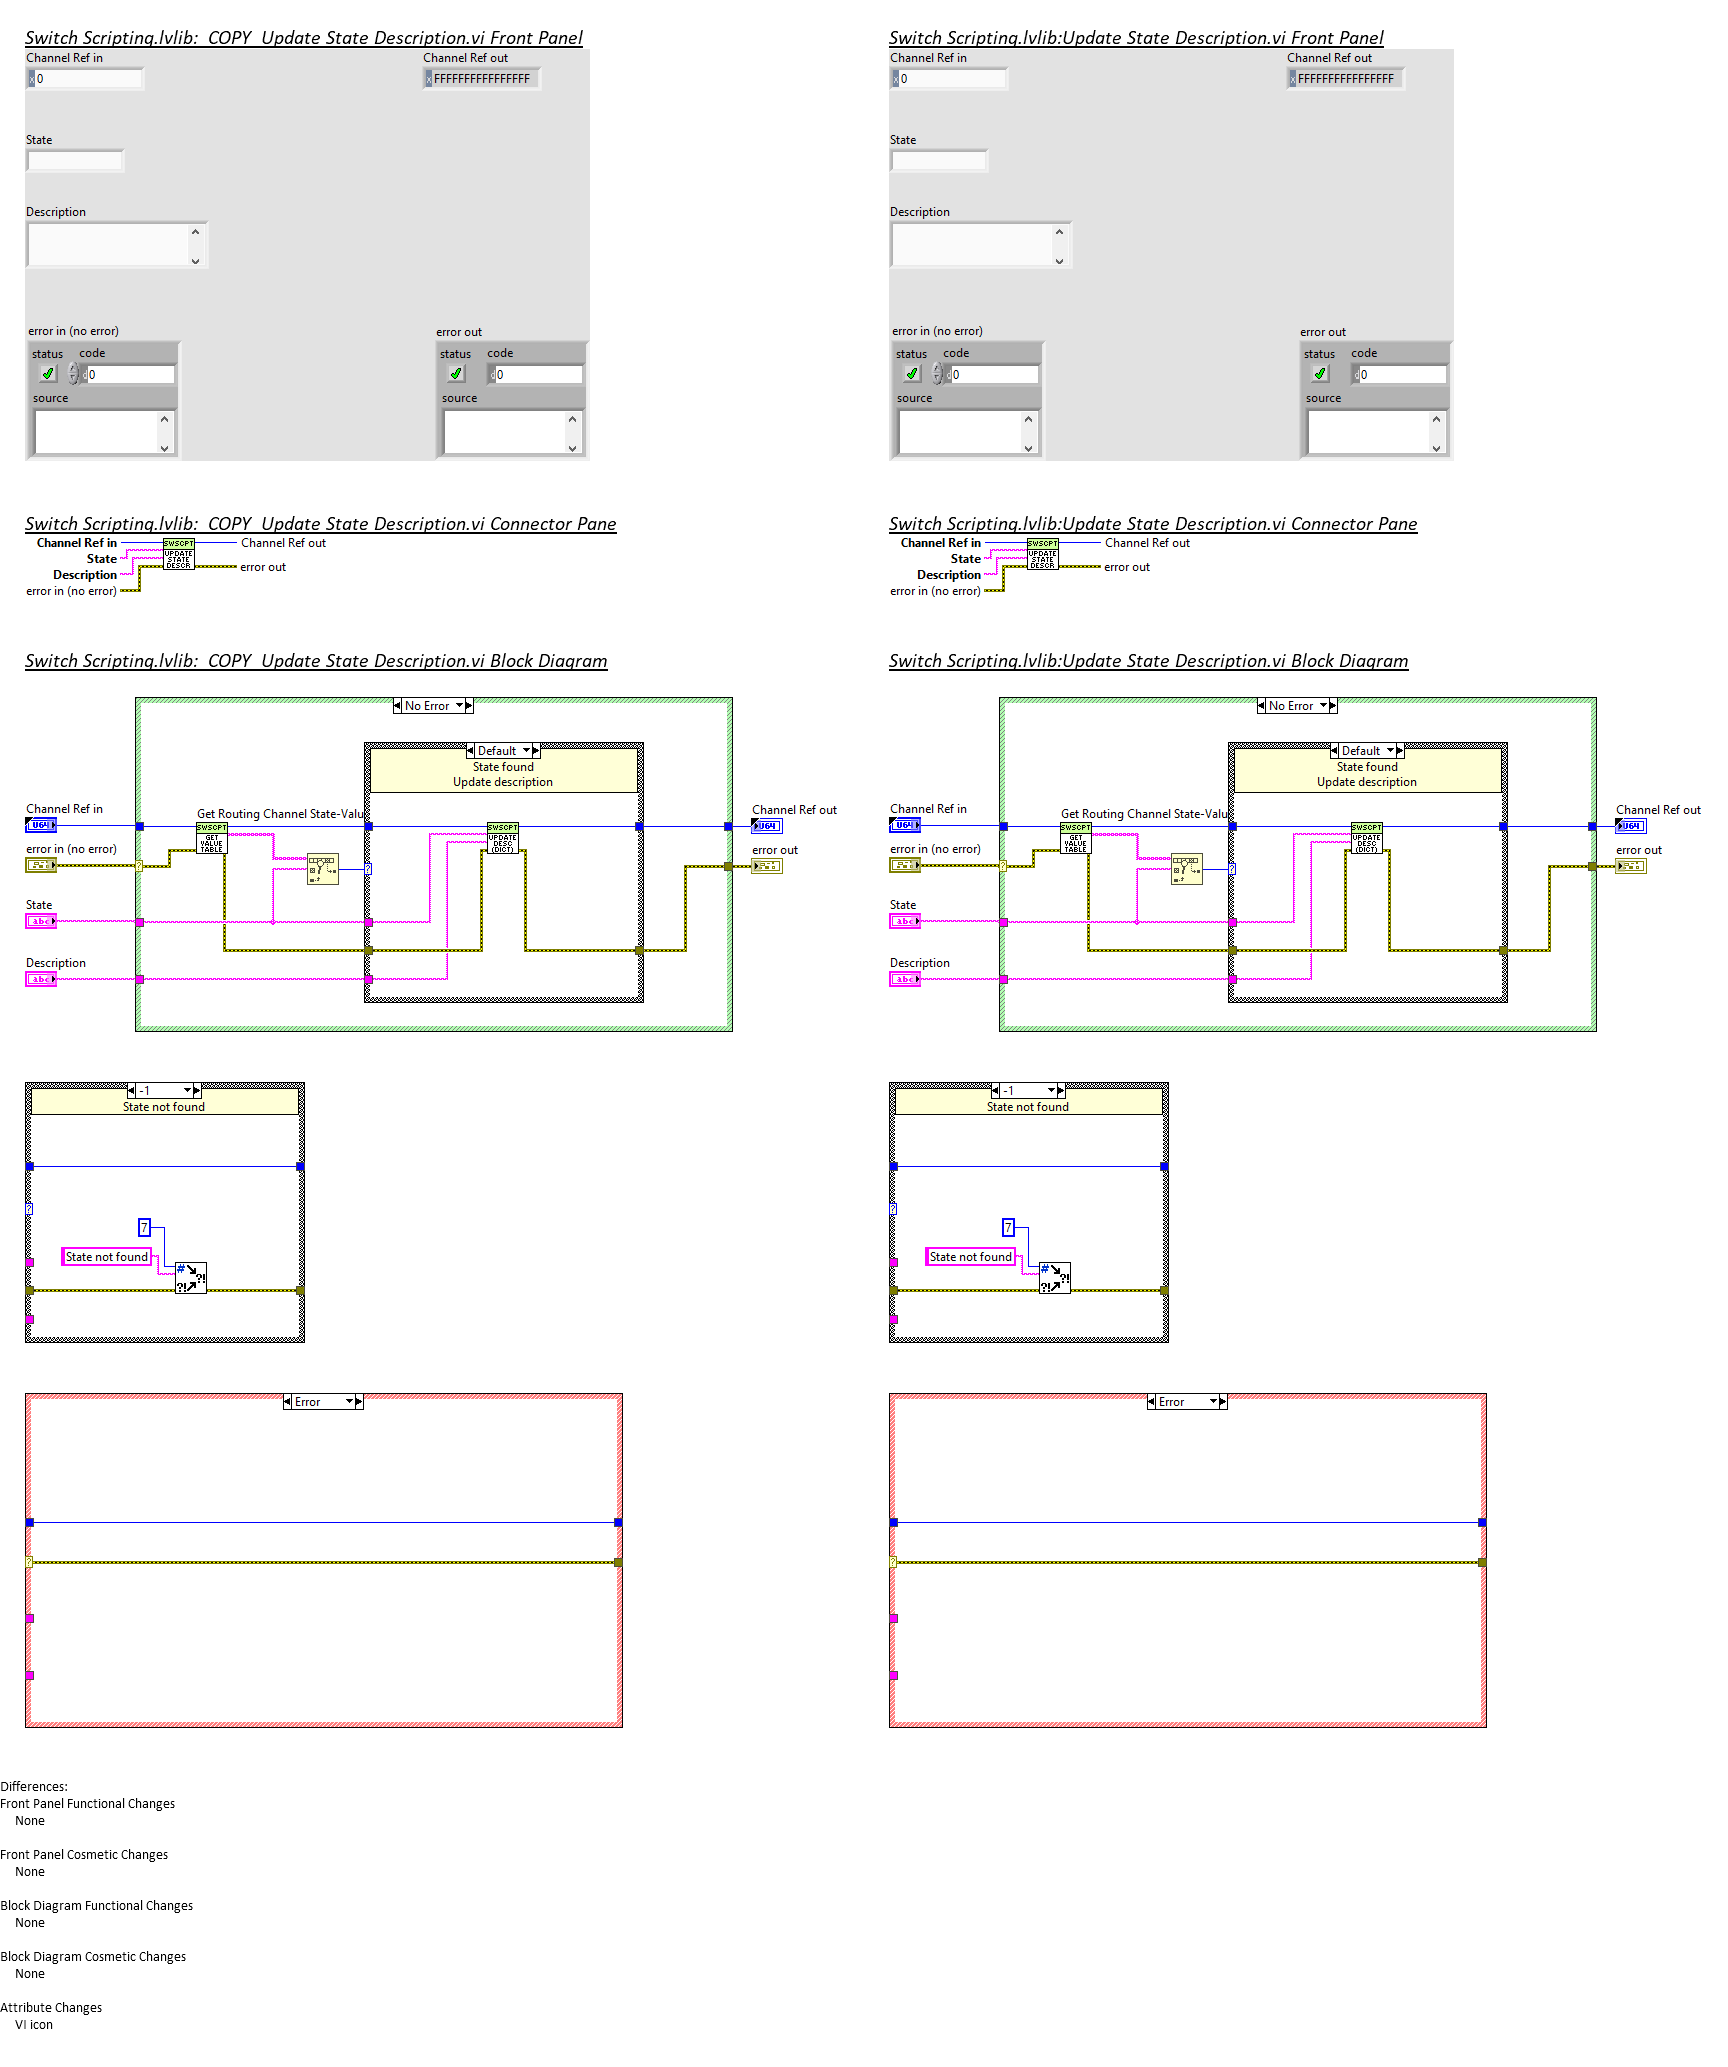 Switch Scripting.lvlib:_COPY_Update State Description.vi Front Panel
Channel Ref in
Channel Ref out
x 0
x FFFFFFFFFFFFFFFF
State
Description
error in (no error)
error out
status code
status code
d 0
d 0
source
source
Switch Scripting.lvlib:_COPY_Update State Description.vi Connector Pane
Channel Ref in
SWSCPT
Channel Ref out
State
UPDATE
STATE
DESCR
Description
error out
error in (no error)
Switch Scripting.lvlib:_COPY_Update State Description.vi Block Diagram
No Error
Default
State found
Update description
Channel Ref in
U64
Get Routing Channel State-Valu
SWSCPT
GET
VALUE
TABLE
SWSCPT
UPDATE
DESC
(DICT)
Channel Ref out
U64
error in (no error)
error out
?
?
State
abc
Description
abc
-1
State not found
?
7
State not found
# ?!
?!
Error
?
Switch Scripting.lvlib:Update State Description.vi Front Panel
Channel Ref in
Channel Ref out
x 0
x FFFFFFFFFFFFFFFF
State
Description
error in (no error)
error out
status code
status code
d 0
d 0
source
source
Switch Scripting.lvlib:Update State Description.vi Connector Pane
Channel Ref in
SWSCPT
Channel Ref out
State
UPDATE
STATE
DESCR
Description
error out
error in (no error)
Switch Scripting.lvlib:Update State Description.vi Block Diagram
No Error
Default
State found
Update description
Channel Ref in
U64
Get Routing Channel State-Valu
SWSCPT
GET
VALUE
TABLE
SWSCPT
UPDATE
DESC
(DICT)
Channel Ref out
U64
error in (no error)
error out
?
?
State
abc
Description
abc
-1
State not found
?
7
State not found
# ?!
?!
Error
?
Differences:
Front Panel Functional Changes
None
Front Panel Cosmetic Changes
None
Block Diagram Functional Changes
None
Block Diagram Cosmetic Changes
None
Attribute Changes
VI icon